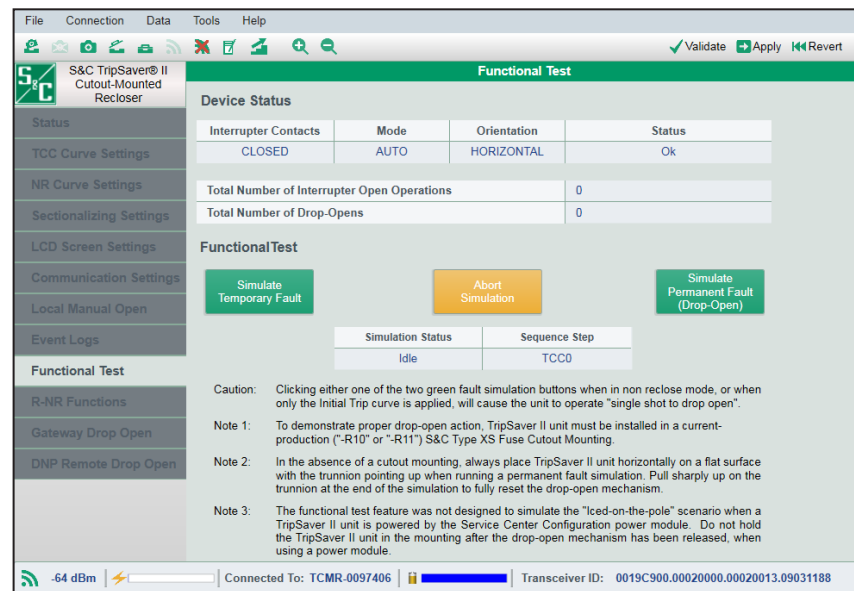 File Connection Data Tools Help
Validate Apply Revert
S&C
S&C TripSaver® II
Cutout-Mounted
Recloser
Functional Test
Status
TCC Curve Settings
NR Curve Settings
Sectionalizing Settings
LCD Screen Settings
Communication Settings
Local Manual Open
Event Logs
Functional Test
R-NR Functions
Gateway Drop Open
DNP Remote Drop Open
Device Status
Interrupter Contacts Mode Orientation Status
CLOSED AUTO HORIZONTAL Ok
Total Number of Interrupter Open Operations 0
Total Number of Drop-Opens 0
FunctionalTest
Simulate
Temporary Fault
Abort
Simulation
Simulate
Permanent Fault
(Drop-Open)
Simulation Status Sequence Step
Idle TCC0
Caution: Clicking either one of the two green fault simulation buttons when in non reclose mode, or when
only the Initial Trip curve is applied, will cause the unit to operate "single shot to drop open".
Note 1: To demonstrate proper drop-open action, TripSaver II unit must be installed in a current-
production ("-R10" or "-R11") S&C Type XS Fuse Cutout Mounting.
Note 2: In the absence of a cutout mounting, always place TripSaver II unit horizontally on a flat surface
with the trunnion pointing up when running a permanent fault simulation. Pull sharply up on the
trunnion at the end of the simulation to fully reset the drop-open mechanism.
Note 3: The functional test feature was not designed to simulate the "Iced-on-the-pole" scenario when a
TripSaver II unit is powered by the Service Center Configuration power module. Do not hold
the TripSaver II unit in the mounting after the drop-open mechanism has been released, when
using a power module.
-64 dBm Connected To: TCMR-0097406 Transceiver ID: 0019C900.00020000.00020013.09031188